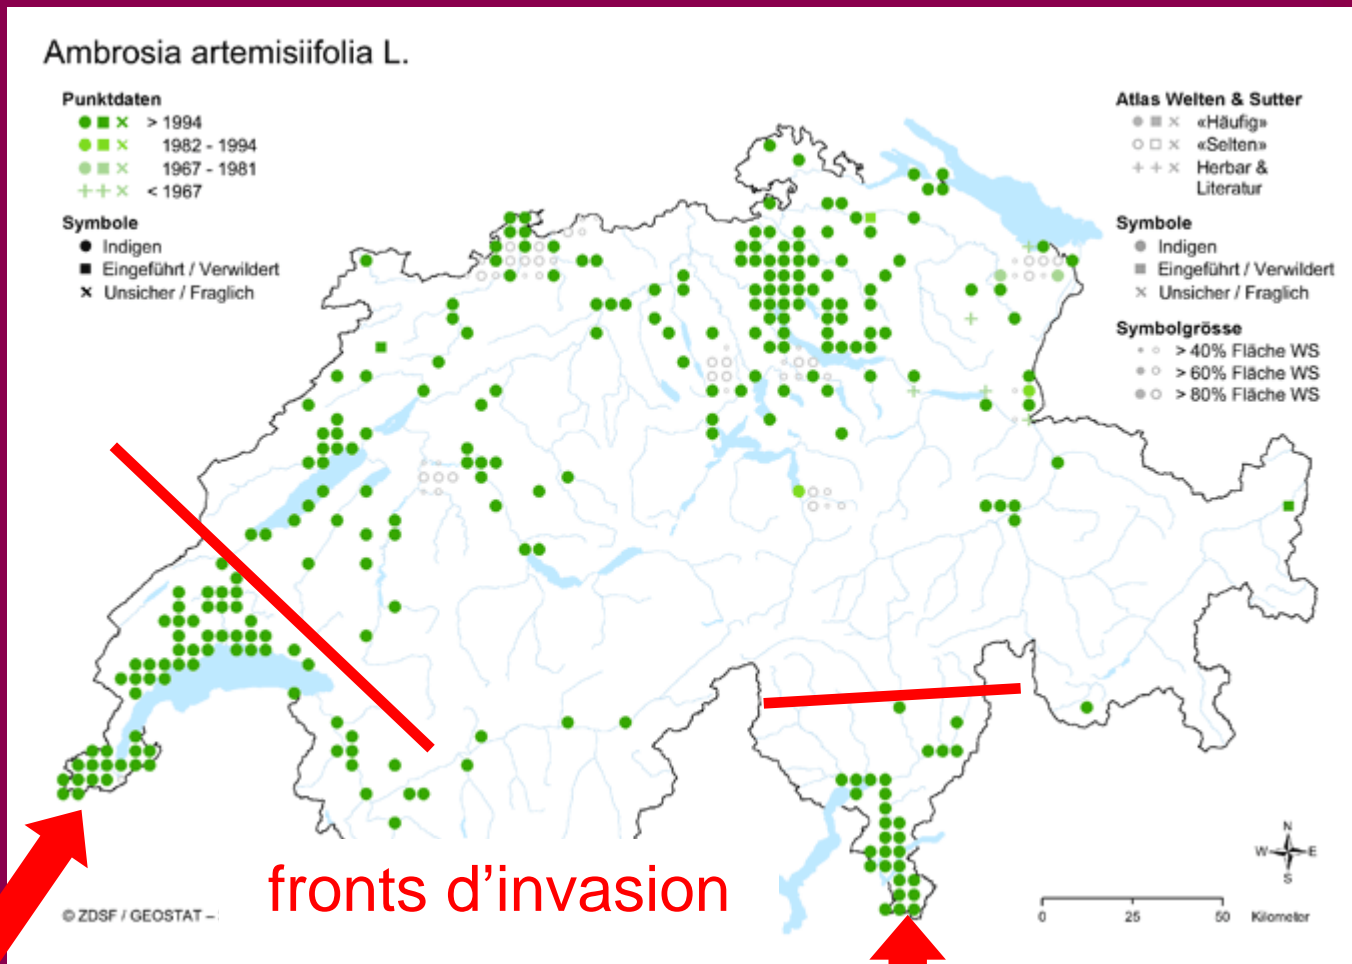 Ambrosia artemisiifolia L.
Punktdaten
> 1994
1982 - 1994
1967 - 1981
< 1967
Symbole
Indigen
Eingeführt / Verwildert
Unsicher / Fraglich
Atlas Welten & Sutter
«Häufig»
«Selten»
Herbar &
Literatur
Symbole
Indigen
Eingeführt / Verwildert
Unsicher / Fraglich
Symbolgrösse
> 40% Fläche WS
> 60% Fläche WS
> 80% Fläche WS
fronts d’invasion
© ZDSF / GEOSTAT –
N
W E
S
0 25 50 Kilometer